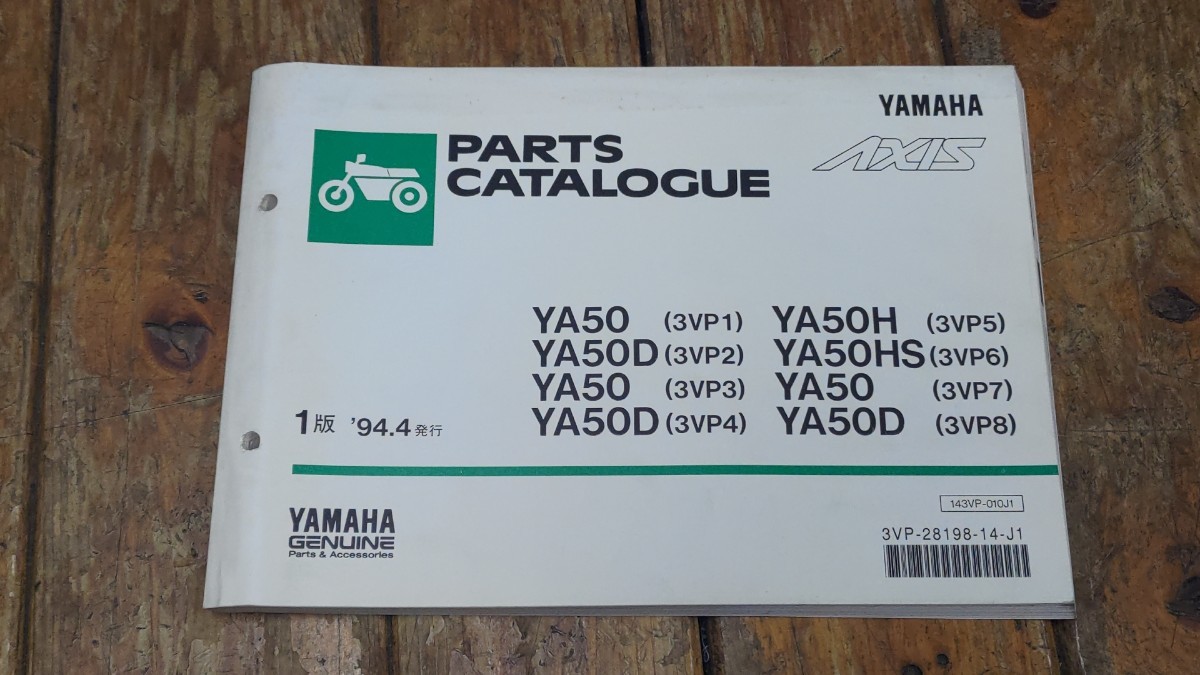 YAMAHA
AXIS
PARTS
CATALOGUE
YA50 (3VP1) YA50H (3VP5)
YA50D (3VP2) YA50HS (3VP6)
YA50 (3VP3) YA50 (3VP7)
YA50D (3VP4) YA50D (3VP8)
1版 '94.4 発行
143VP-010J1
3VP-28198-14-J1
YAMAHA
GENUINE
Parts & Accessories